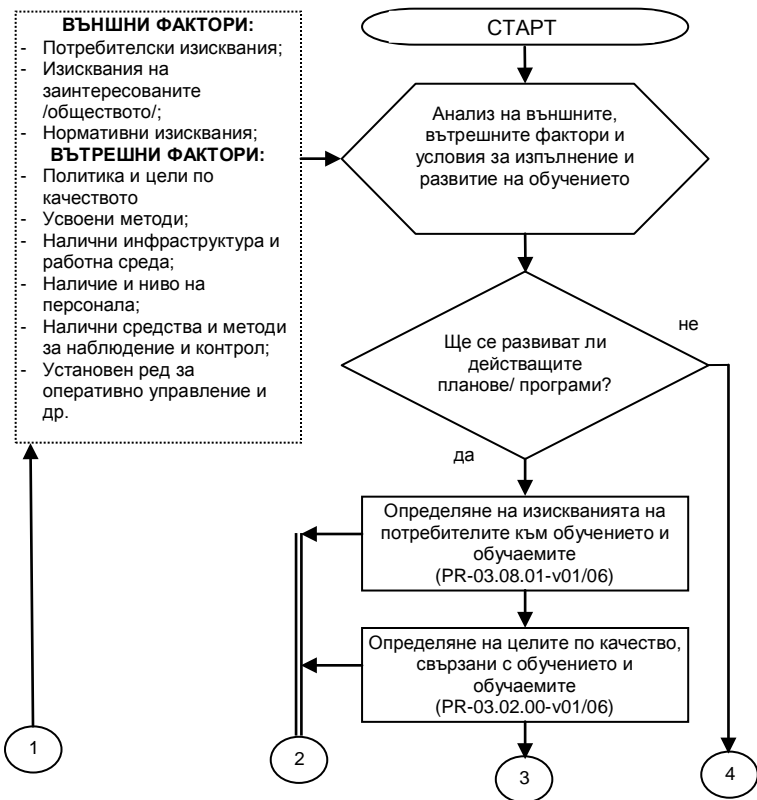 ВЪНШНИ ФАКТОРИ:
- Потребителски изисквания;
- Изисквания на
заинтересованите
/обществото/;
- Нормативни изисквания;
ВЪТРЕШНИ ФАКТОРИ:
- Политика и цели по
качеството
- Усвоени методи;
- Налични инфраструктура и
работна среда;
- Наличие и ниво на
персонала;
- Налични средства и методи
за наблюдение и контрол;
- Установен ред за
оперативно управление и
др.
СТАРТ
Анализ на външните,
вътрешните фактори и
условия за изпълнение и
развитие на обучението
Ще се развиват ли
действащите
планове/ програми?
не
да
Определяне на изискванията на
потребителите към обучението и
обучаемите
(PR-03.08.01-v01/06)
Определяне на целите по качество,
свързани с обучението и
обучаемите
(PR-03.02.00-v01/06)
1
2
3
4